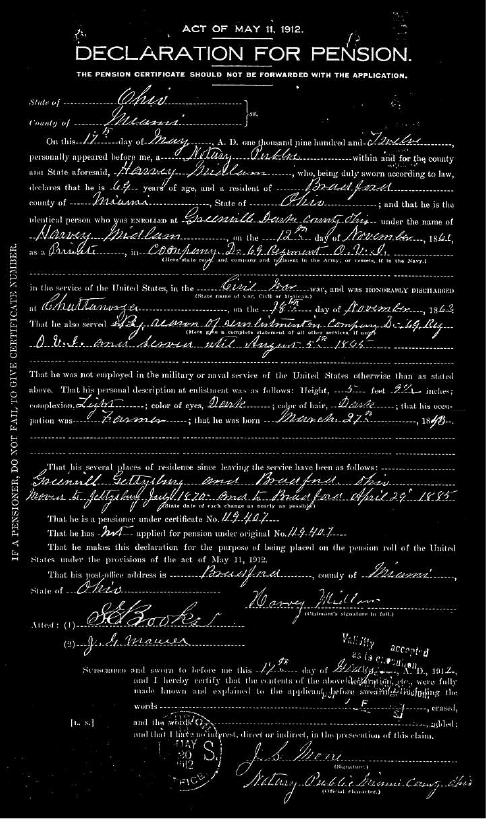 ACT OF MAY 11, 1912.
DECLARATION FOR PENSION.
THE PENSION CERTIFICATE SHOULD NOT BE FORWARDED WITH THE APPLICATION.
State of Ohio
County of Miami } ss.
On this 17th day of May, A. D. one thousand nine hundred and Twelve,
personally appeared before me, a Notary Public within and for the county
and State aforesaid, Harvey Midlam, who, being duly sworn according to law,
declares that he is 69 years of age, and a resident of Bradford
county of Miami, State of Ohio; and that he is the
identical person who was ENROLLED at Greenvill Dark County Ohio under the name of
Harvey Midlam, on the 12th day of November, 1861,
as a Private, in Company D. 69 Regiment O. V. I.
(Here state rank, and company and regiment in the Army, or vessels, if in the Navy.)
in the service of the United States, in the Civil War war, and was HONORABLY DISCHARGED
(State name of war, Civil or Mexican.)
at Chattanooga, on the day of November, 1863
That he also served by reason of reenlistment in Company D. 69 Reg
(Here give a complete statement of all other services, if any.)
O. V. I. and served until August 5th 1865
That he was not employed in the military or naval service of the United States otherwise than as stated
above. That his personal description at enlistment was as follows: Height, 5 feet inches;
complexion, Light; color of eyes, Dark; color of hair, Dark; that his occu-
pation was Farmer; that he was born March 27th, 18
That his several places of residence since leaving the service have been as follows:
Greenvill Gettysburg and Bradford Ohio
Moved to Gettysburg July 1870. and to Bradford April 29" 1885
(State date of each change as nearly as possible.)
That he is a pensioner under certificate No. 119.407
That he has not applied for pension under original No. 119.407
That he makes this declaration for the purpose of being placed on the pension roll of the United
States under the provisions of the act of May 11, 1912.
That his post-office address is Bradford, county of Miami,
State of Ohio
Harvey Midlam
(Claimant's signature in full.)
Attest: (1) S E Brooks
(2) J. G. Maurer
Validity accepted
as to execution
SUBSCRIBED and sworn to before me this 17th day of A. D., 1912,
and I hereby certify that the contents of the above declaration, etc., were fully
made known and explained to the applicant before swearing, including the
words, erased,
[L. S.] and the words, added;
and that I have no interest, direct or indirect, in the prosecution of this claim.
MAY
30
1912
J. S. Moore
(Signature.)
Notary Public Miami County Ohio
(Official character.)
IF A PENSIONER, DO NOT FAIL TO GIVE CERTIFICATE NUMBER.